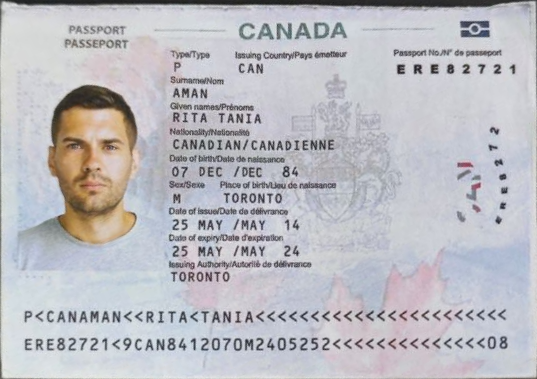 PASSPORT
PASSEPORT
CANADA
Type/Type Issuing Country/Pays émetteur
P CAN
Passport No./N° de passeport
ERE82721
Surname/Nom
AMAN
Given names/Prénoms
RITA TANIA
Nationality/Nationalité
CANADIAN/CANADIENNE
Date of birth/Date de naissance
07 DEC /DEC 84
Sex/Sexe Place of birth/Lieu de naissance
M TORONTO
Date of issue/Date de délivrance
25 MAY /MAY 14
Date of expiry/Date d'expiration
25 MAY /MAY 24
Issuing Authority/Autorité de délivrance
TORONTO
P<CANAMAN<<RITA<TANIA<<<<<<<<<<<<<<<<<<<<<<<
ERE82721<9CAN8412070M2405252<<<<<<<<<<<<<<08